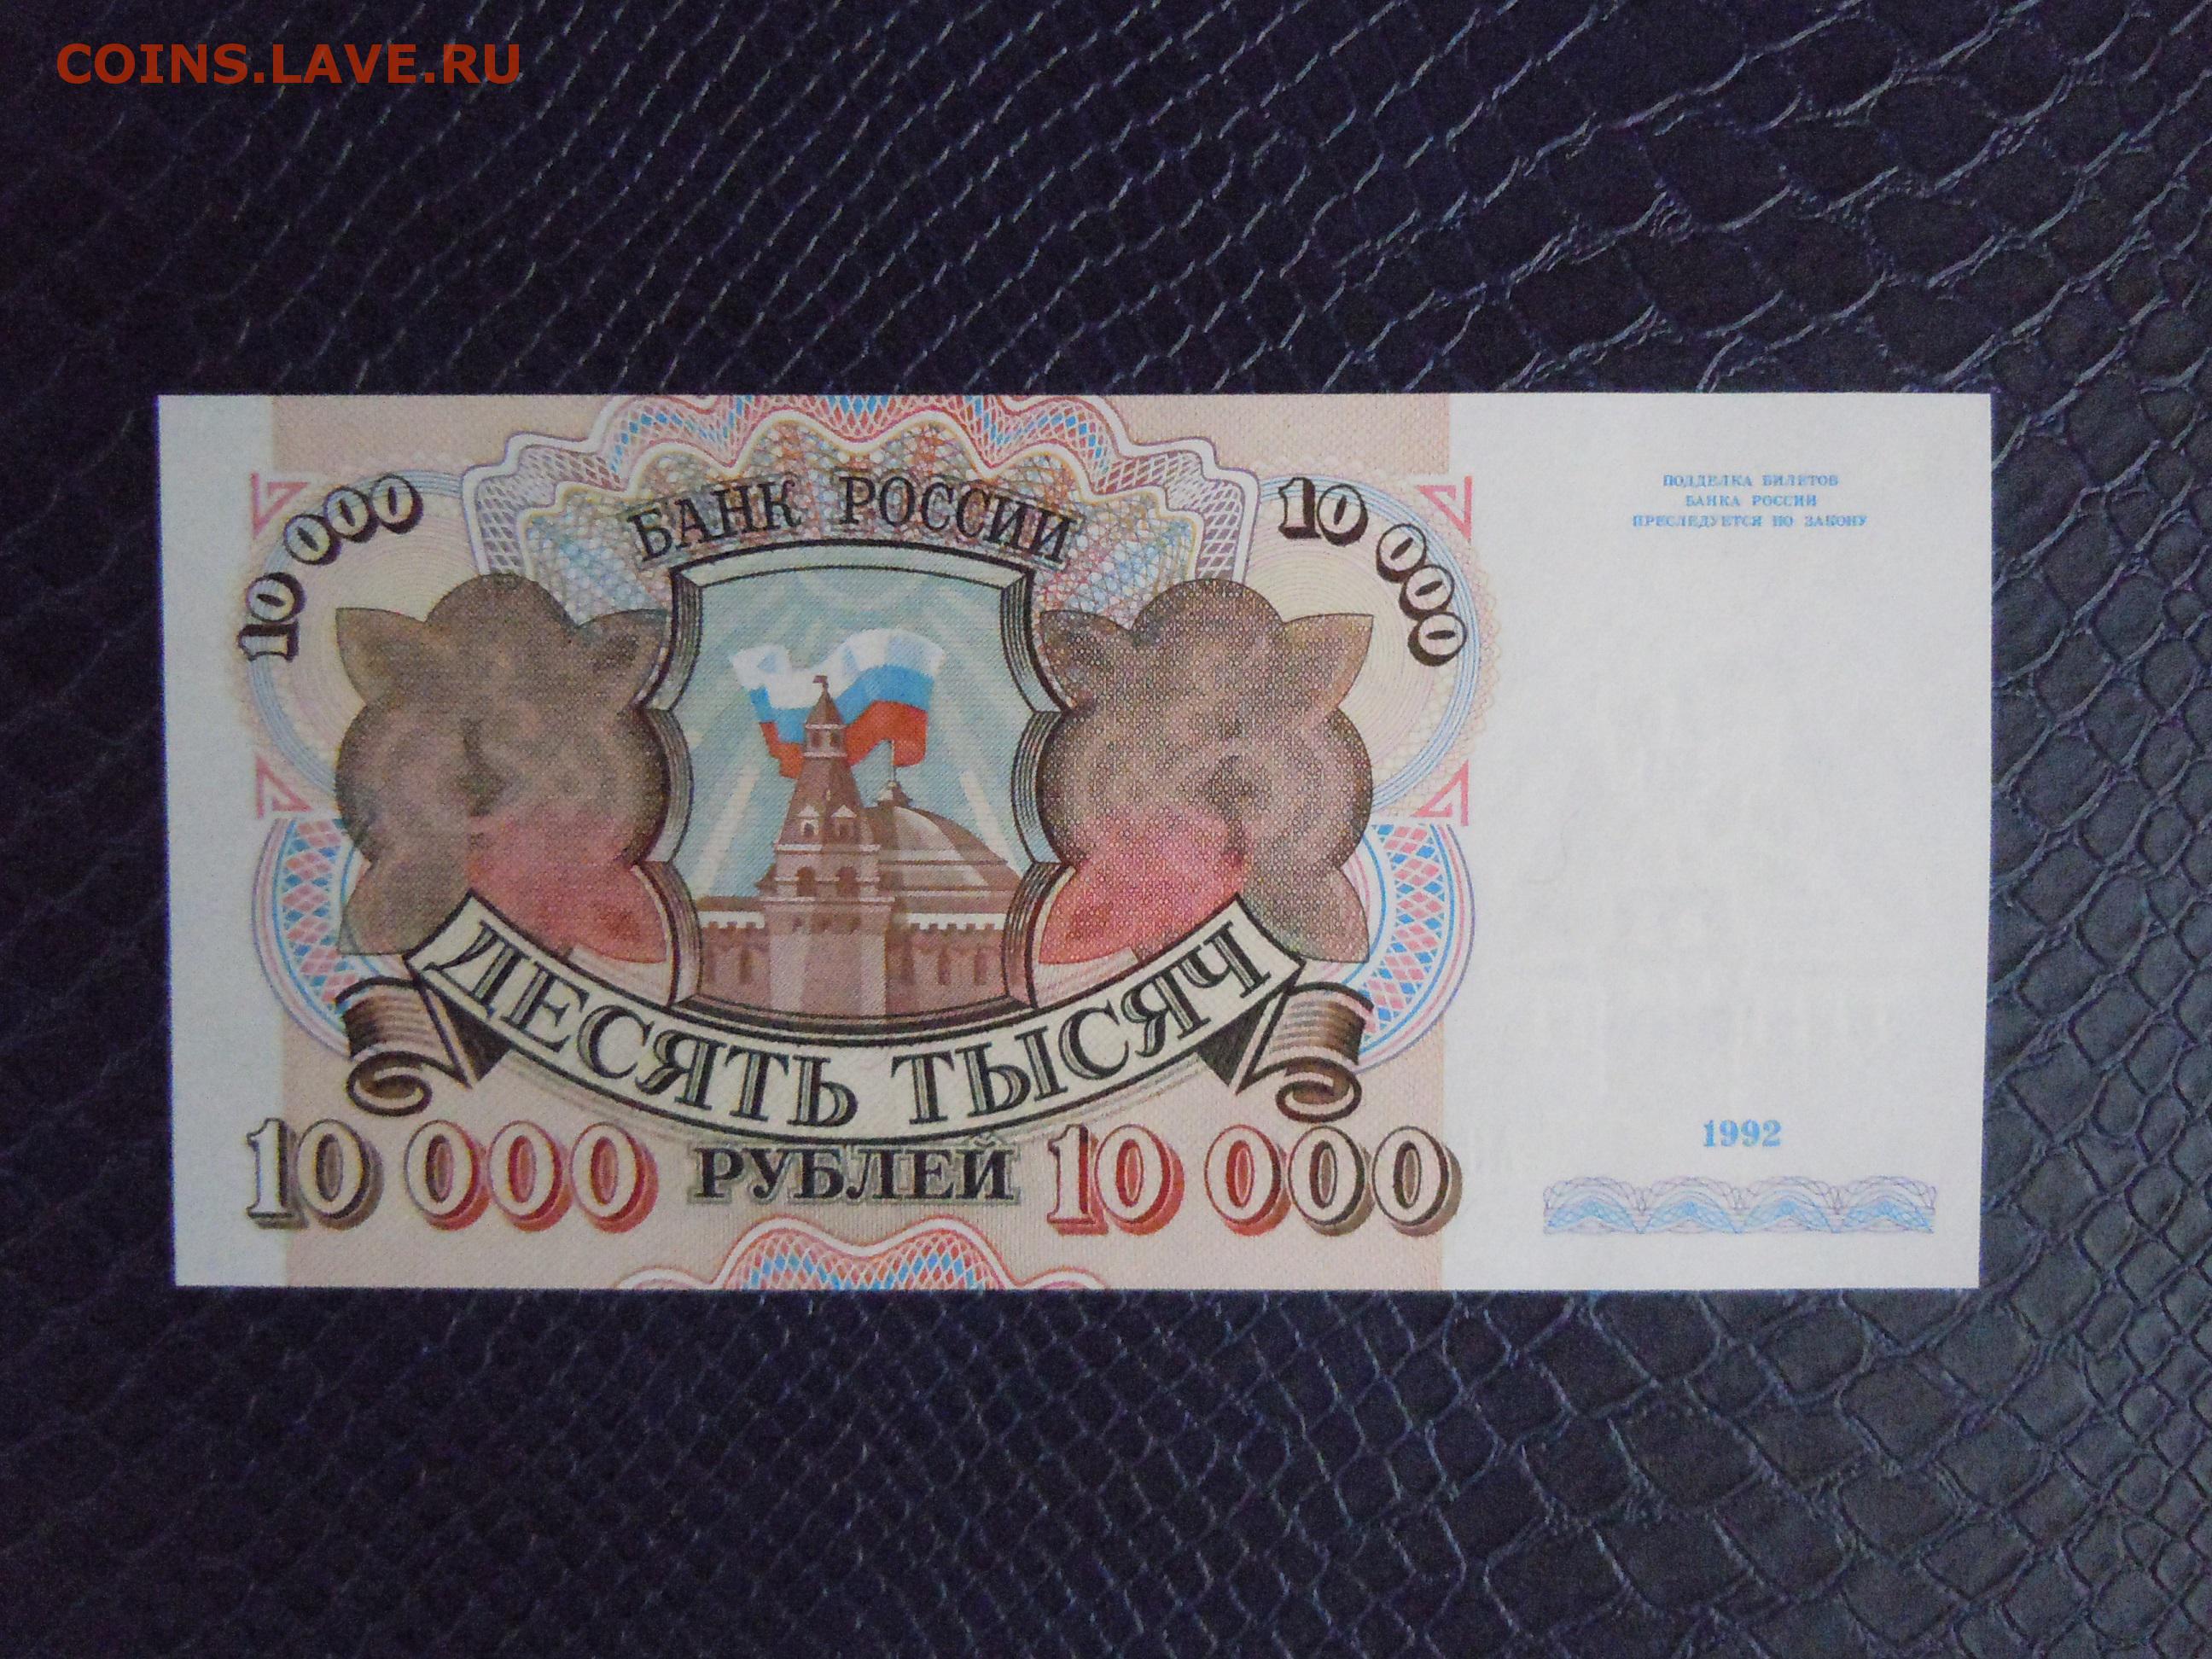 COINS.LAVE.RU
БАНК РОССИИ
10 000
10 000
ПОДДЕЛКА БИЛЕТОВ
БАНКА РОССИИ
ПРЕСЛЕДУЕТСЯ ПО ЗАКОНУ
ДЕСЯТЬ ТЫСЯЧ
10 000 РУБЛЕЙ 10 000
1992